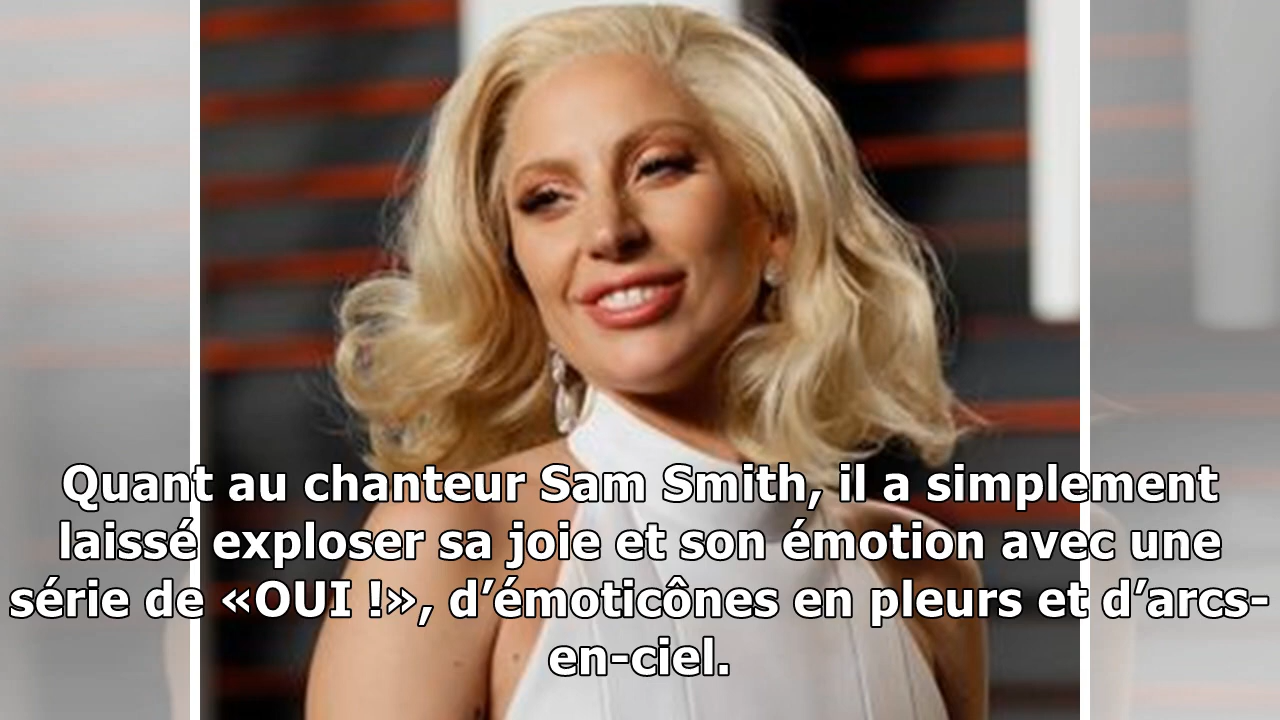 Quant au chanteur Sam Smith, il a simplement
laissé exploser sa joie et son émotion avec une
série de «OUI !», d’émoticônes en pleurs et d’arcs-
en-ciel.